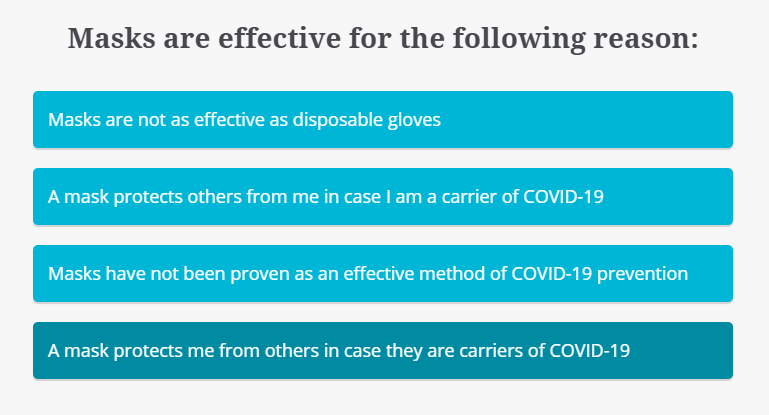 Masks are effective for the following reason:
Masks are not as effective as disposable gloves
A mask protects others from me in case I am a carrier of COVID-19
Masks have not been proven as an effective method of COVID-19 prevention
A mask protects me from others in case they are carriers of COVID-19